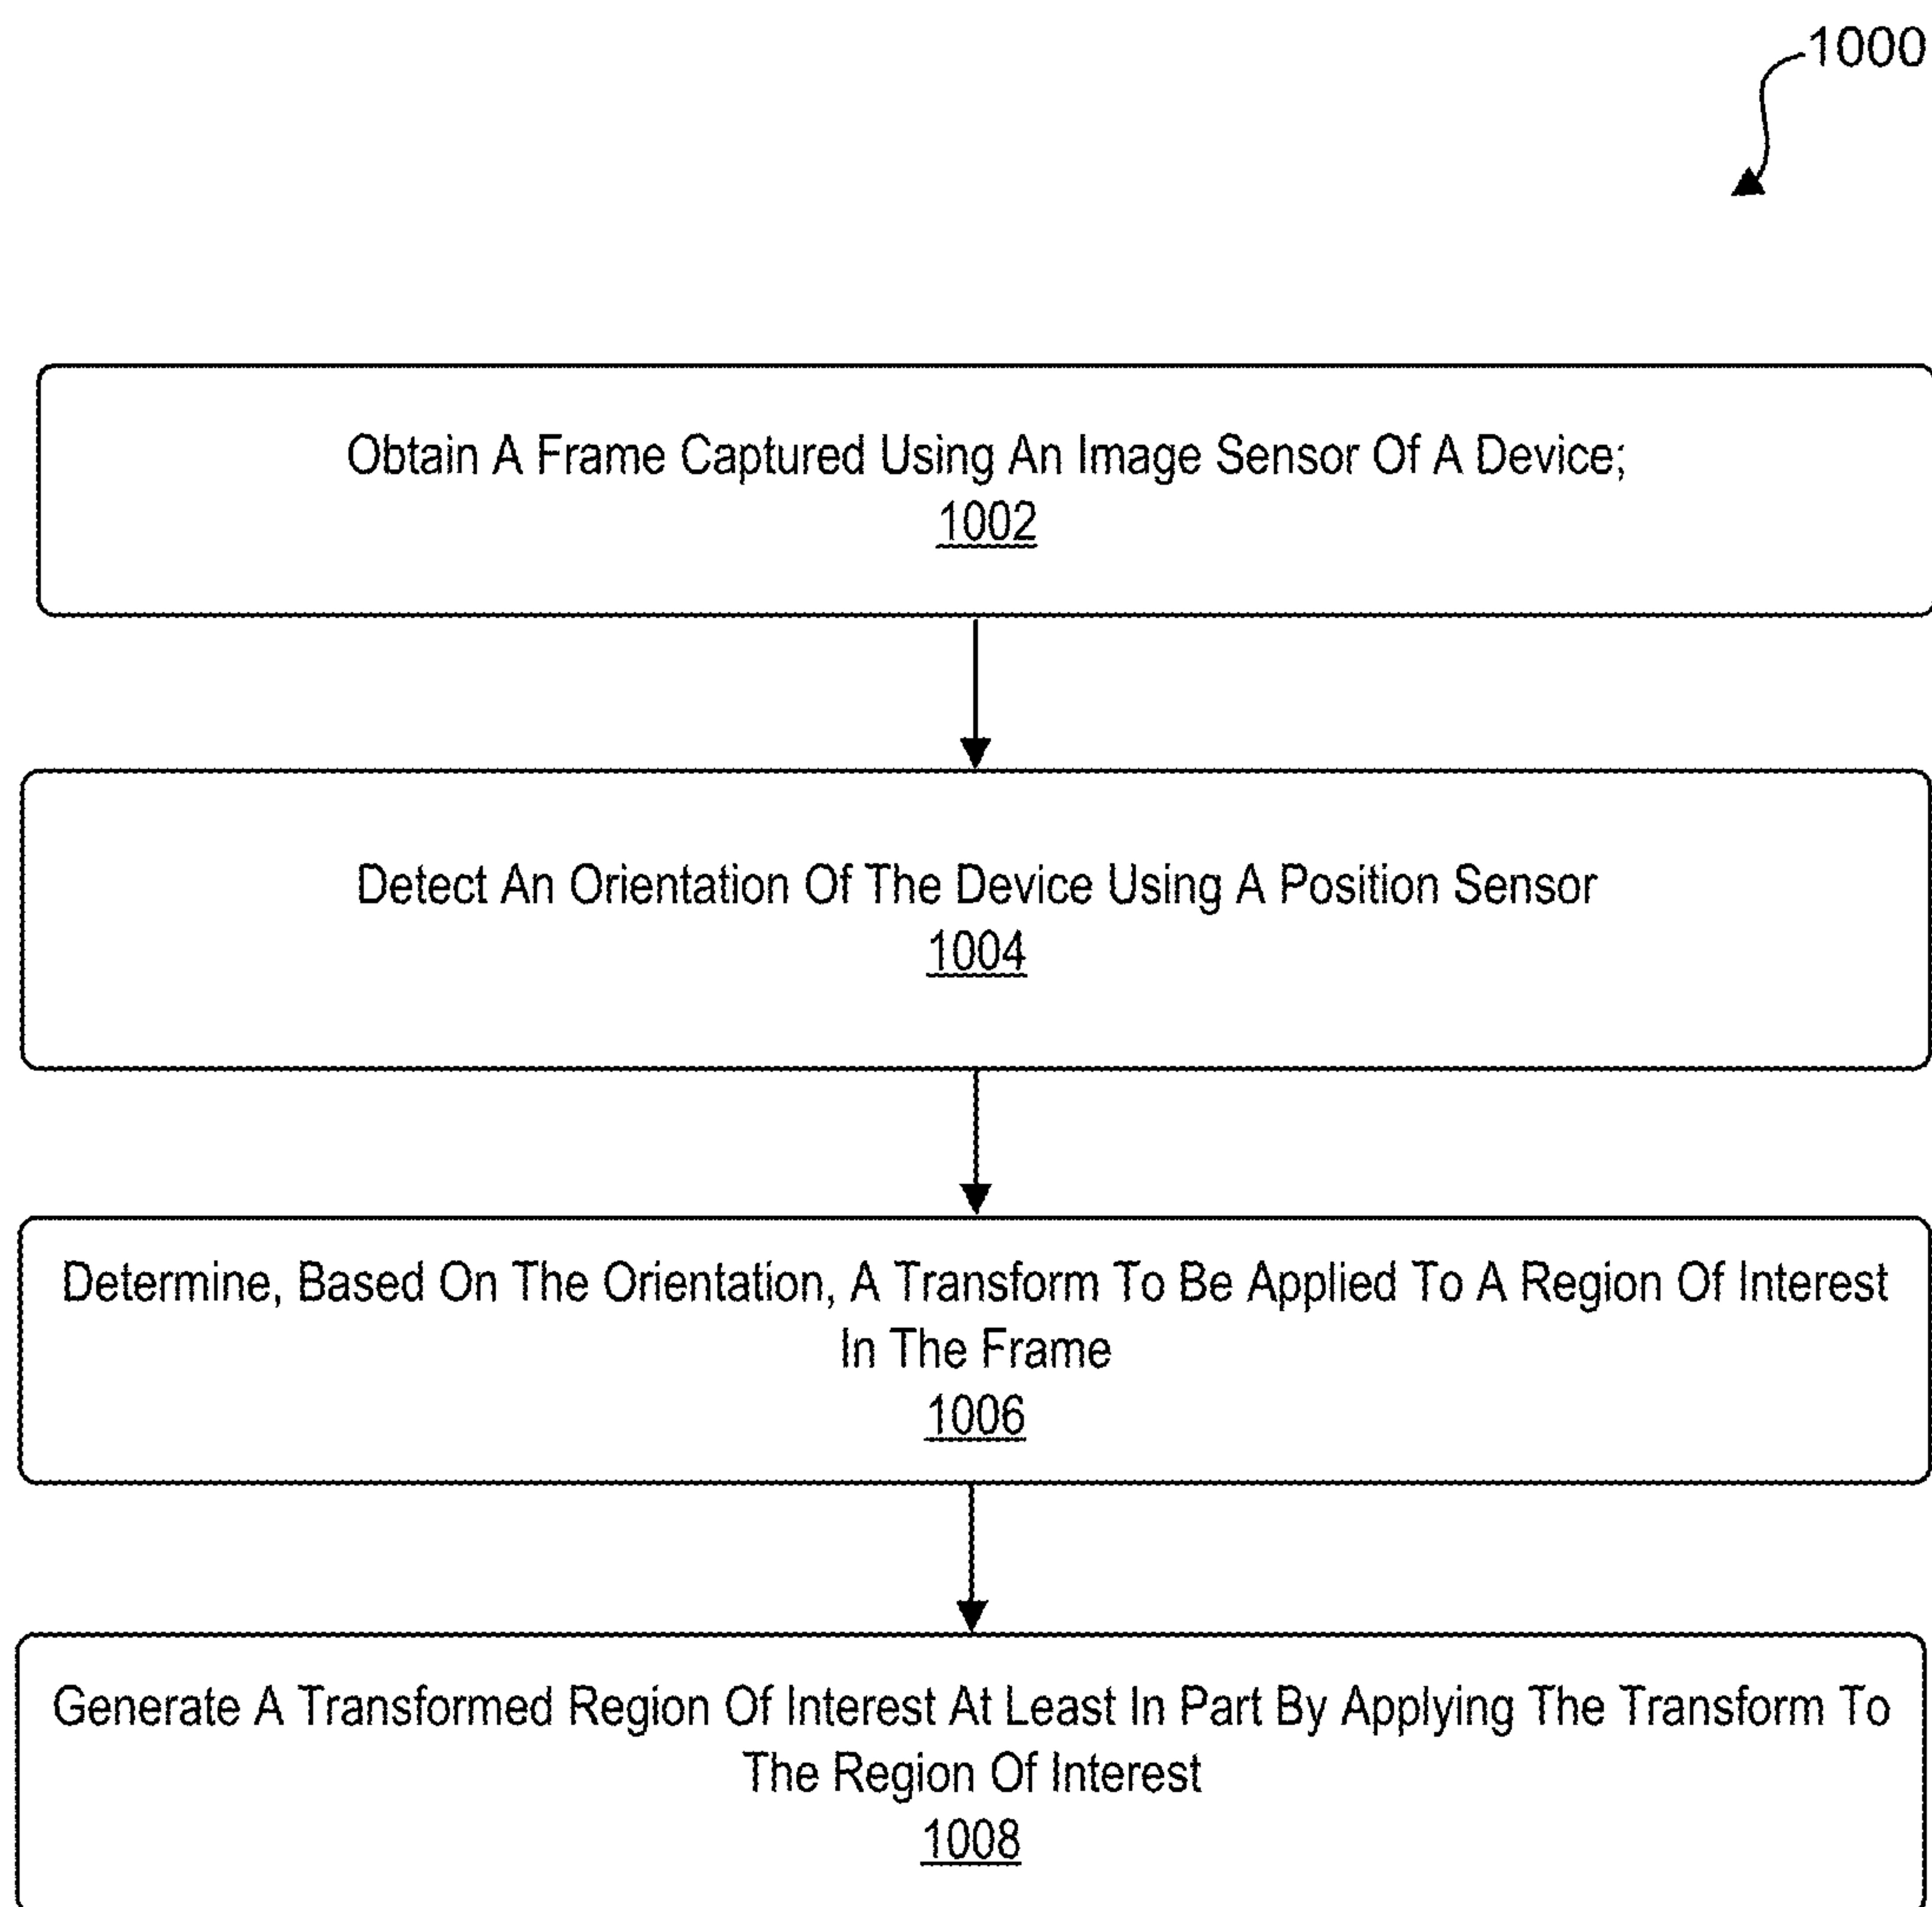 1000
Obtain A Frame Captured Using An Image Sensor Of A Device;
1002
Detect An Orientation Of The Device Using A Position Sensor
1004
Determine, Based On The Orientation, A Transform To Be Applied To A Region Of Interest
In The Frame
1006
Generate A Transformed Region Of Interest At Least In Part By Applying The Transform To
The Region Of Interest
1008